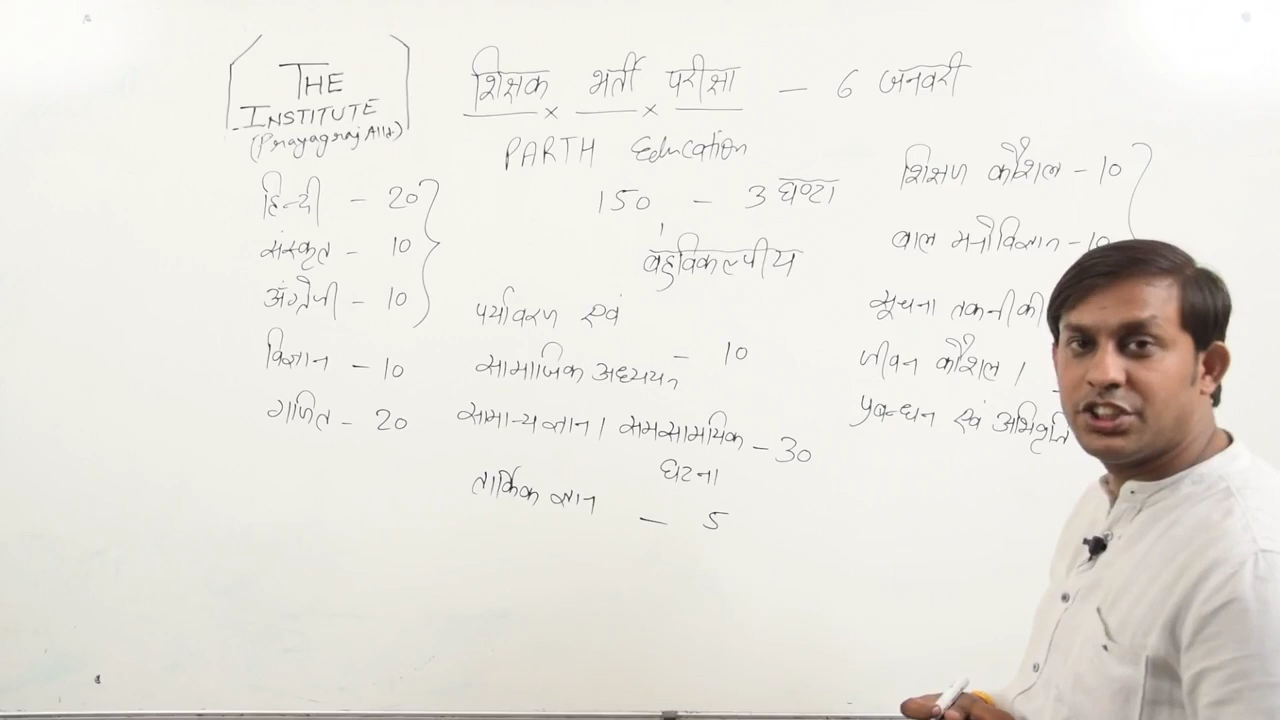 THE
INSTITUTE
(Prayagraj Alld.)
शिक्षक भर्ती परीक्षा — 6 जनवरी
PARTH Education
150 – 3 घण्टा
बहुविकल्पीय
हिन्दी – 20
संस्कृत – 10
अंग्रेजी – 10
विज्ञान – 10
गणित – 20
पर्यावरण एवं
सामाजिक अध्ययन – 10
सामान्य ज्ञान / समसामयिक – 30
घटना
तार्किक ज्ञान – 5
शिक्षण कौशल – 10
बाल मनोविज्ञान – 10
सूचना तकनीकी
जीवन कौशल /
प्रबन्धन एवं अभिवृत्ति